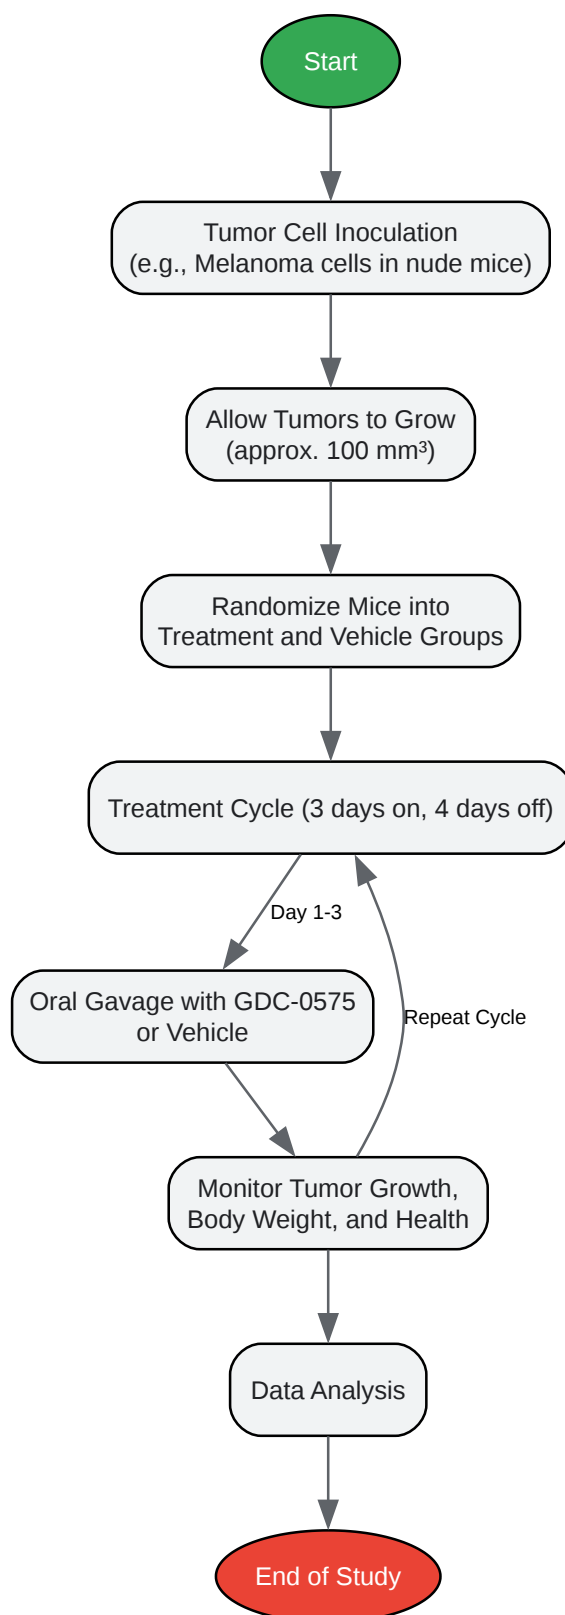 Start
Tumor Cell Inoculation
(e.g., Melanoma cells in nude mice)
Allow Tumors to Grow
(approx. 100 mm³)
Randomize Mice into
Treatment and Vehicle Groups
Treatment Cycle (3 days on, 4 days off)
Day 1-3
Oral Gavage with GDC-0575
or Vehicle
Repeat Cycle
Monitor Tumor Growth,
Body Weight, and Health
Data Analysis
End of Study